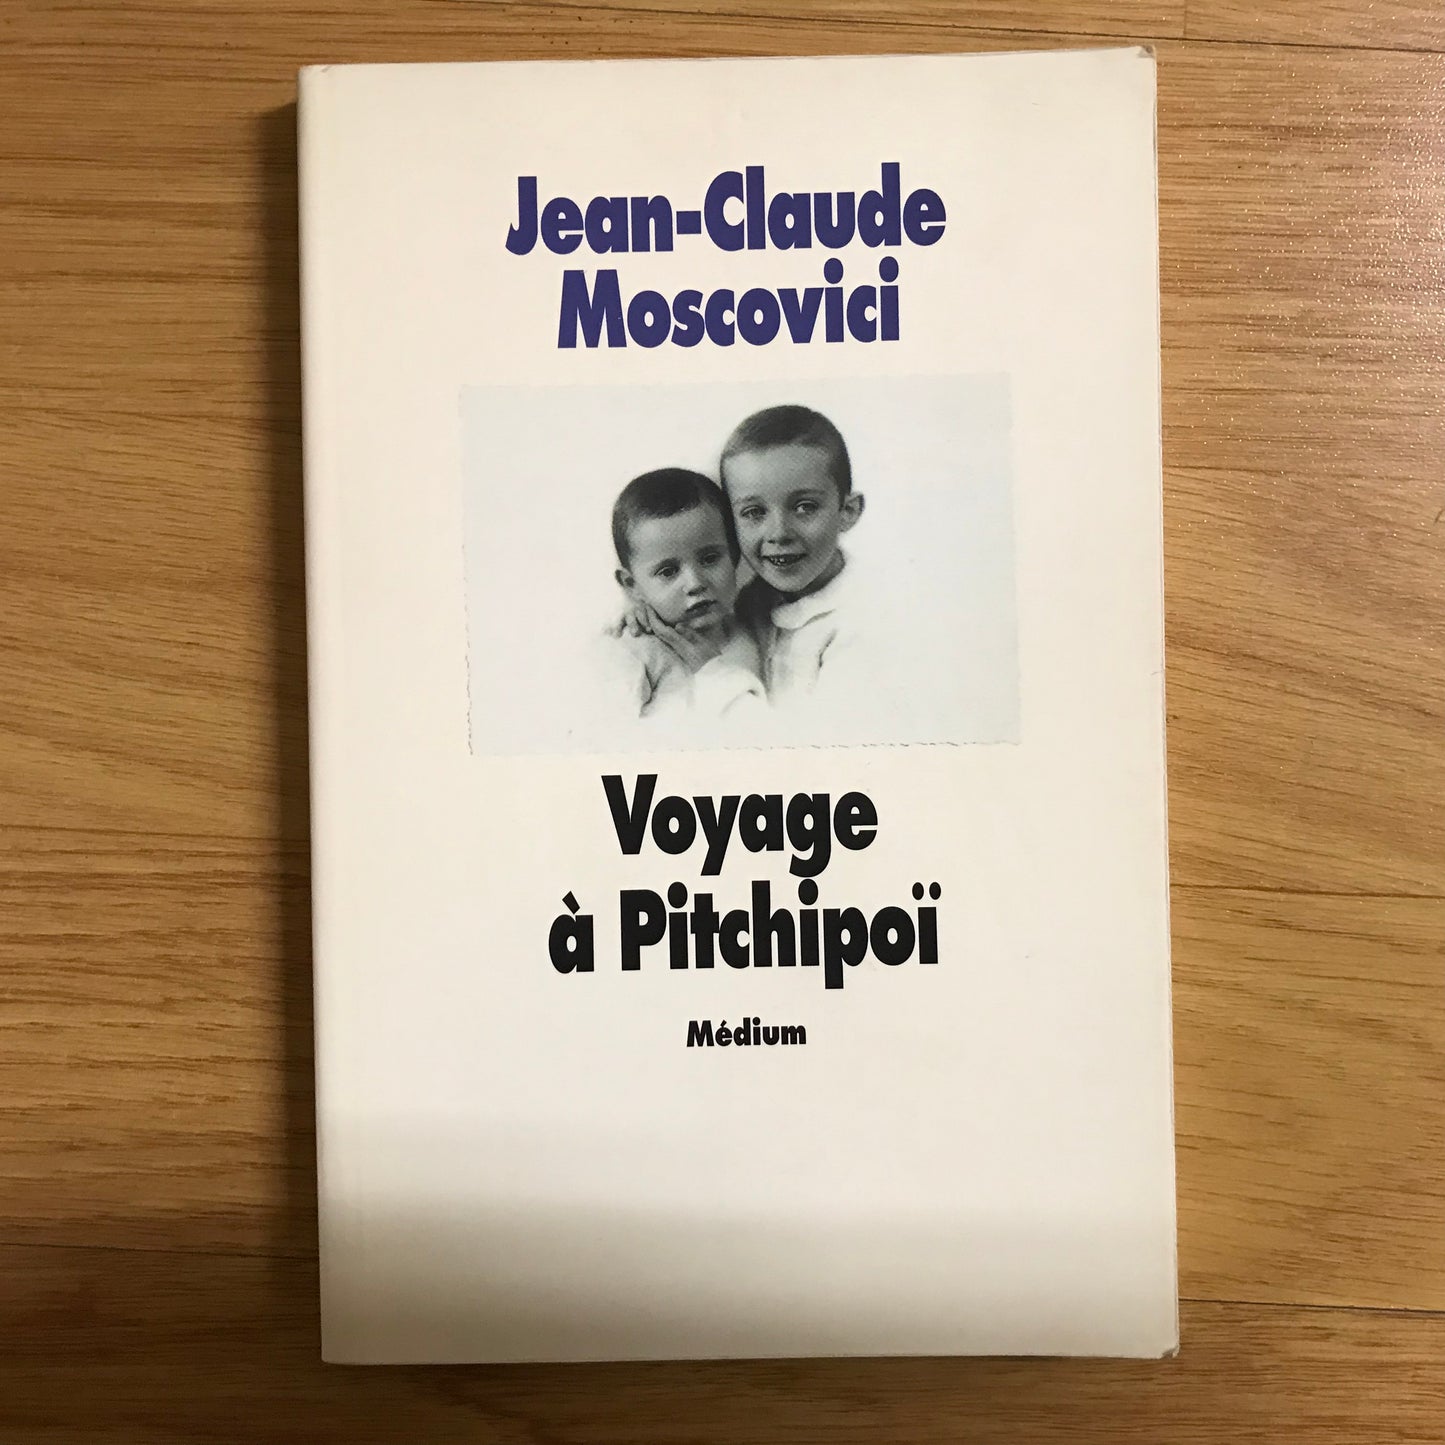 Jean-Claude
Moscovici
Voyage
à Pitchipoï
Médium